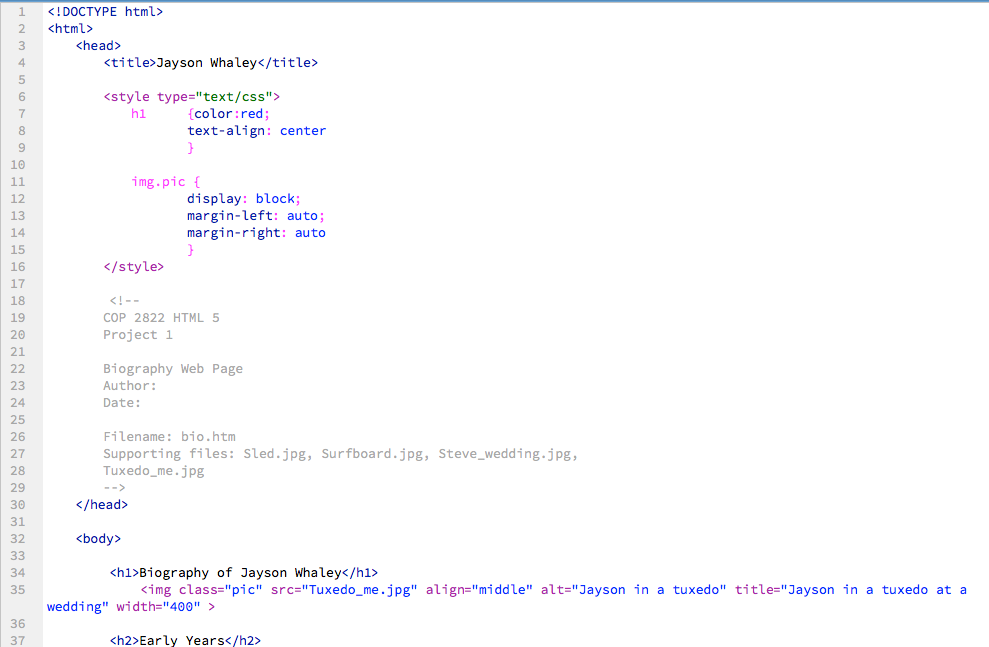 1 <!DOCTYPE html>
2 <html>
3 <head>
4 <title>Jayson Whaley</title>
5
6 <style type="text/css">
7 h1 {color:red;
8 text-align: center
9 }
10
11 img.pic {
12 display: block;
13 margin-left: auto;
14 margin-right: auto
15 }
16 </style>
17
18 <!--
19 COP 2822 HTML 5
20 Project 1
21
22 Biography Web Page
23 Author:
24 Date:
25
26 Filename: bio.htm
27 Supporting files: Sled.jpg, Surfboard.jpg, Steve_wedding.jpg,
28 Tuxedo_me.jpg
29 -->
30 </head>
31
32 <body>
33
34 <h1>Biography of Jayson Whaley</h1>
35 <img class="pic" src="Tuxedo_me.jpg" align="middle" alt="Jayson in a tuxedo" title="Jayson in a tuxedo at a
wedding" width="400" >
36
37 <h2>Early Years</h2>